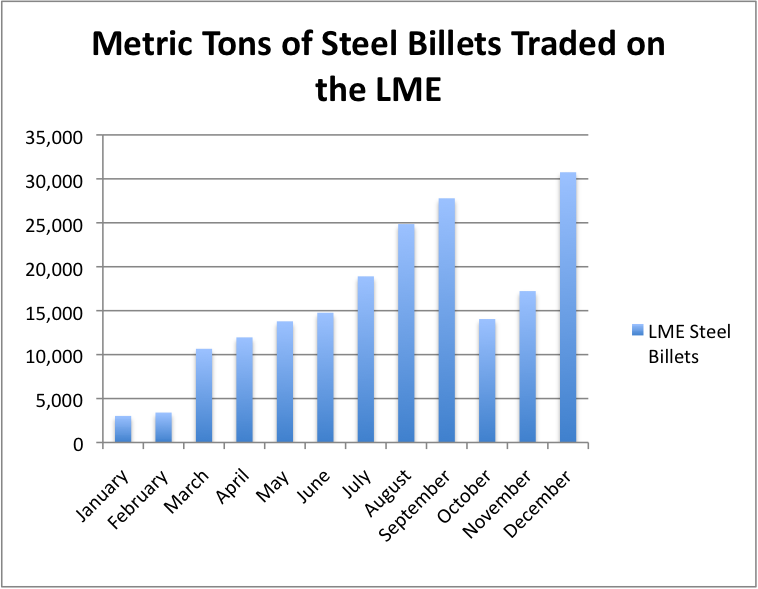 Metric Tons of Steel Billets Traded on
the LME
35,000
30,000
25,000
20,000
15,000
10,000
5,000
0
January
February
March
April
May
June
July
August
September
October
November
December
LME Steel
Billets